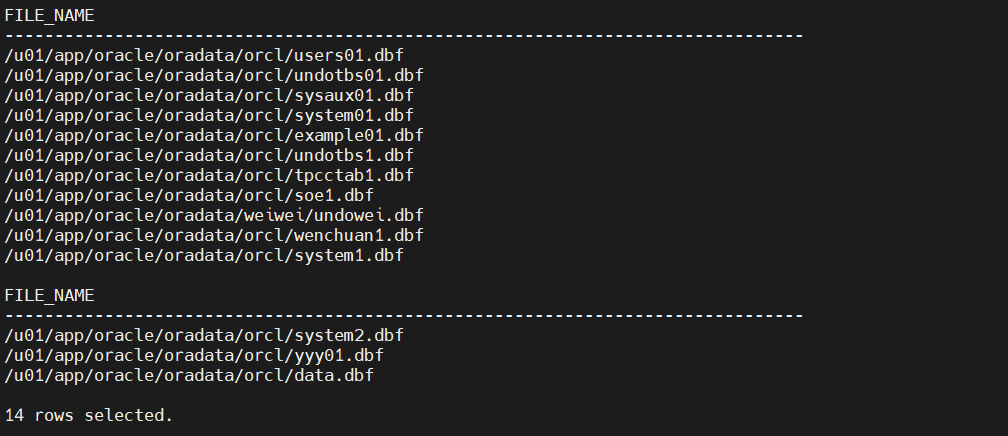 FILE_NAME
--------------------------------------------------------------------------------
/u01/app/oracle/oradata/orcl/users01.dbf
/u01/app/oracle/oradata/orcl/undotbs01.dbf
/u01/app/oracle/oradata/orcl/sysaux01.dbf
/u01/app/oracle/oradata/orcl/system01.dbf
/u01/app/oracle/oradata/orcl/example01.dbf
/u01/app/oracle/oradata/orcl/undotbs1.dbf
/u01/app/oracle/oradata/orcl/tpcctab1.dbf
/u01/app/oracle/oradata/orcl/soe1.dbf
/u01/app/oracle/oradata/weiwei/undowei.dbf
/u01/app/oracle/oradata/orcl/wenchuan1.dbf
/u01/app/oracle/oradata/orcl/system1.dbf
FILE_NAME
--------------------------------------------------------------------------------
/u01/app/oracle/oradata/orcl/system2.dbf
/u01/app/oracle/oradata/orcl/yyy01.dbf
/u01/app/oracle/oradata/orcl/data.dbf
14 rows selected.